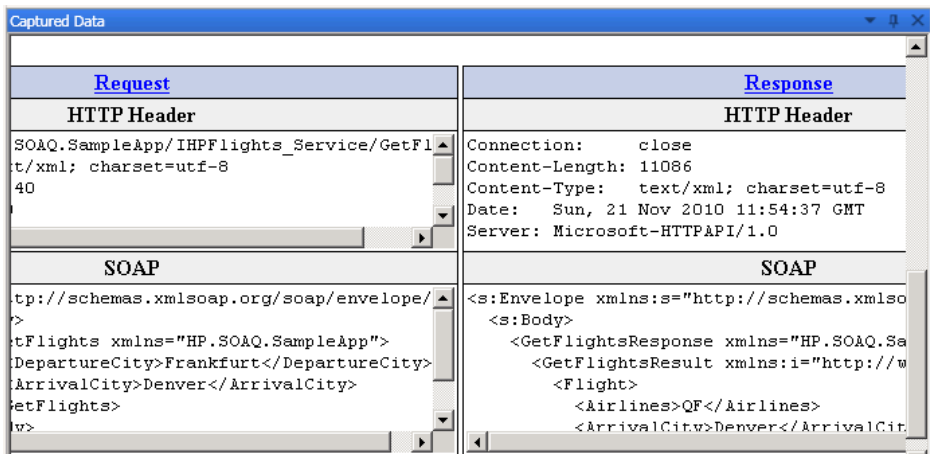 Captured Data
Request
HTTP Header
SOAQ.SampleApp/IHPFlights_Service/GetFl
t/xml; charset=utf-8
40
SOAP
tp://schemas.xmlsoap.org/soap/envelope/
>
tFlights xmlns="HP.SOAQ.SampleApp">
DepartureCity>Frankfurt</DepartureCity>
ArrivalCity>Denver</ArrivalCity>
etFlights>
y>
Response
HTTP Header
Connection: close
Content-Length: 11086
Content-Type: text/xml; charset=utf-8
Date: Sun, 21 Nov 2010 11:54:37 GMT
Server: Microsoft-HTTPAPI/1.0
SOAP
<s:Envelope xmlns:s="http://schemas.xmlso
<s:Body>
<GetFlightsResponse xmlns="HP.SOAQ.Sa
<GetFlightsResult xmlns:i="http://w
<Flight>
<Airlines>QF</Airlines>
<ArrivalCity>Denver</ArrivalCit